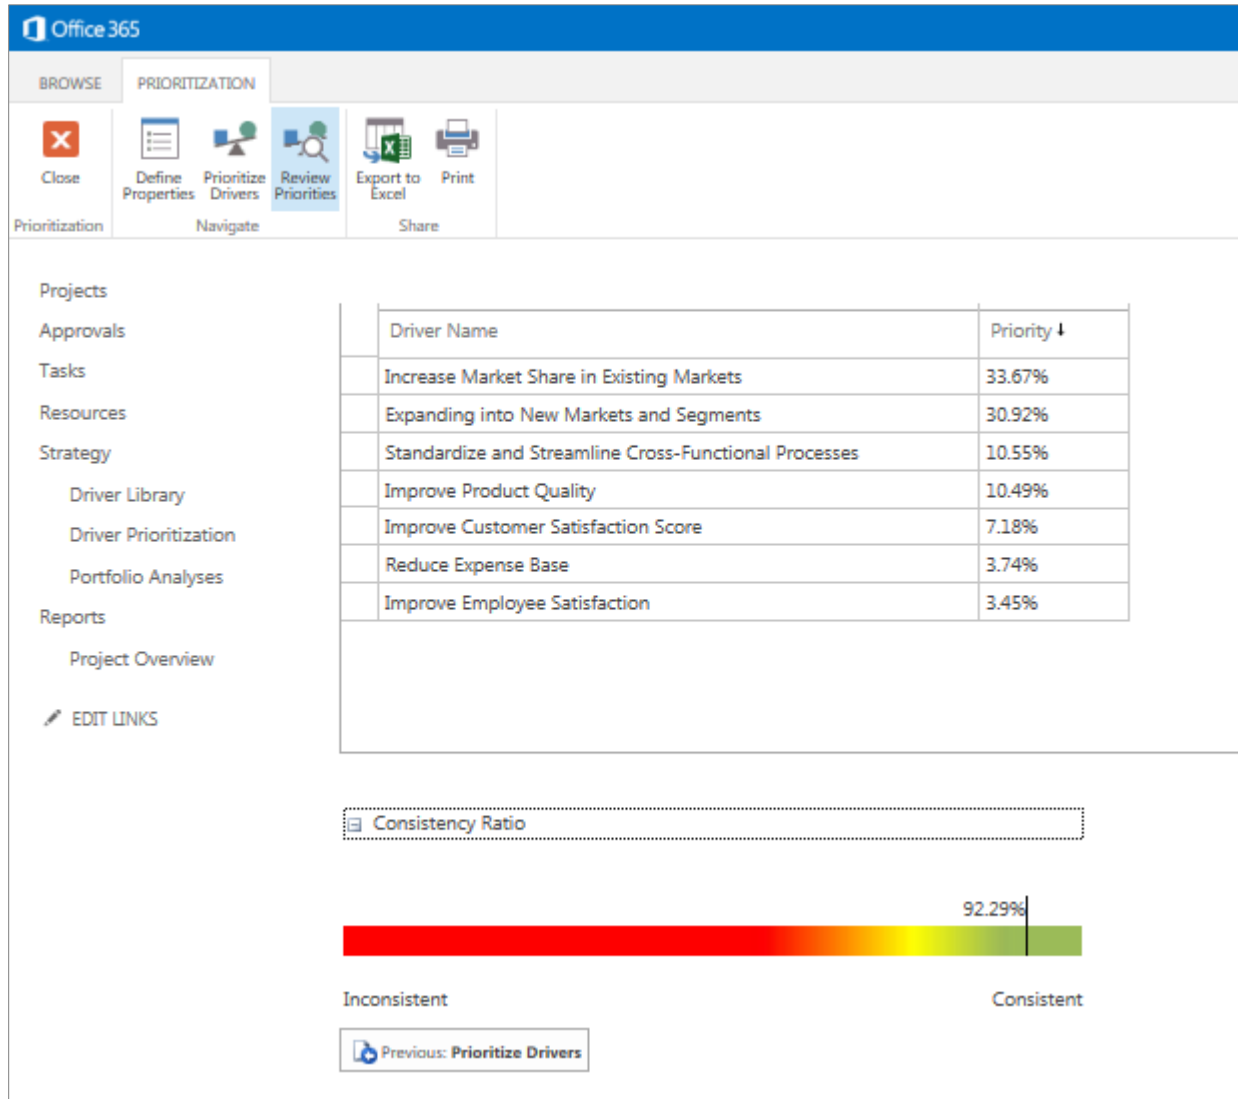 Office 365
BROWSE
PRIORITIZATION
Close
Define Properties
Prioritize Drivers
Review Priorities
Export to Excel
Print
Prioritization
Navigate
Share
Projects
Approvals
Tasks
Resources
Strategy
Driver Library
Driver Prioritization
Portfolio Analyses
Reports
Project Overview
EDIT LINKS
Driver Name Priority
Increase Market Share in Existing Markets 33.67%
Expanding into New Markets and Segments 30.92%
Standardize and Streamline Cross-Functional Processes 10.55%
Improve Product Quality 10.49%
Improve Customer Satisfaction Score 7.18%
Reduce Expense Base 3.74%
Improve Employee Satisfaction 3.45%
Consistency Ratio
92.29%
Inconsistent Consistent
Previous: Prioritize Drivers